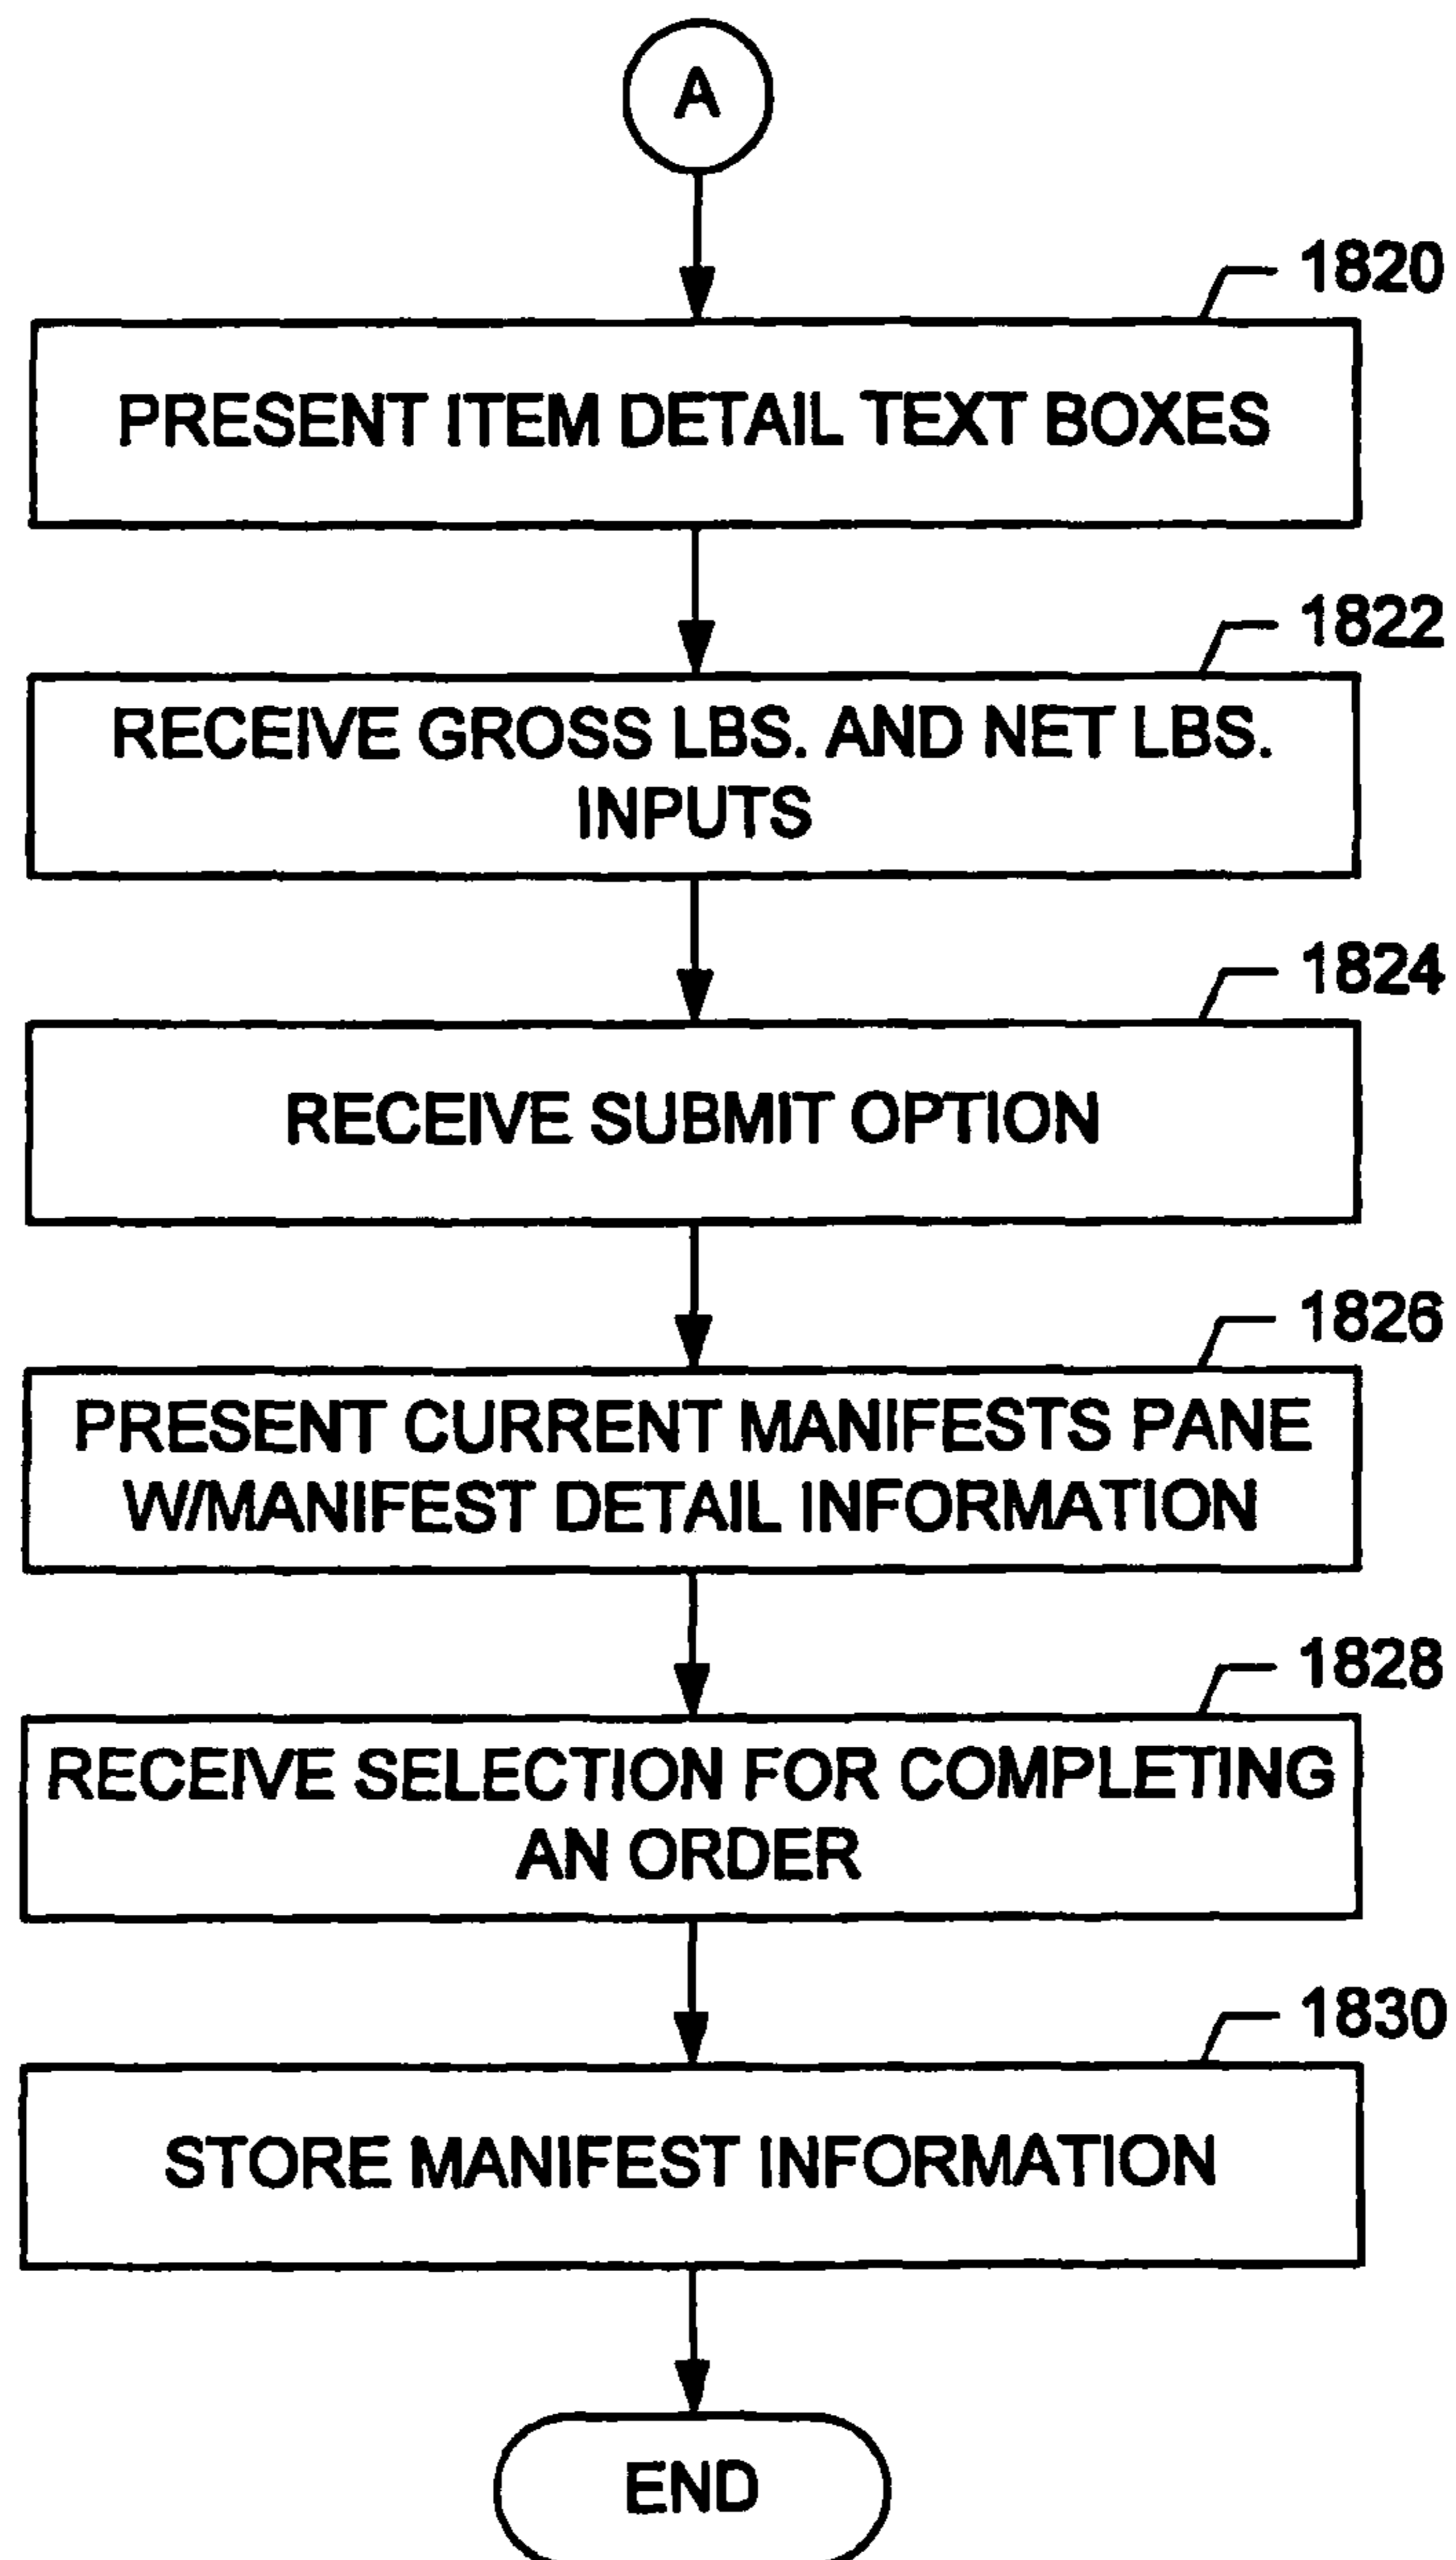 A
1820
PRESENT ITEM DETAIL TEXT BOXES
1822
RECEIVE GROSS LBS. AND NET LBS.
INPUTS
1824
RECEIVE SUBMIT OPTION
1826
PRESENT CURRENT MANIFESTS PANE
W/MANIFEST DETAIL INFORMATION
1828
RECEIVE SELECTION FOR COMPLETING
AN ORDER
1830
STORE MANIFEST INFORMATION
END